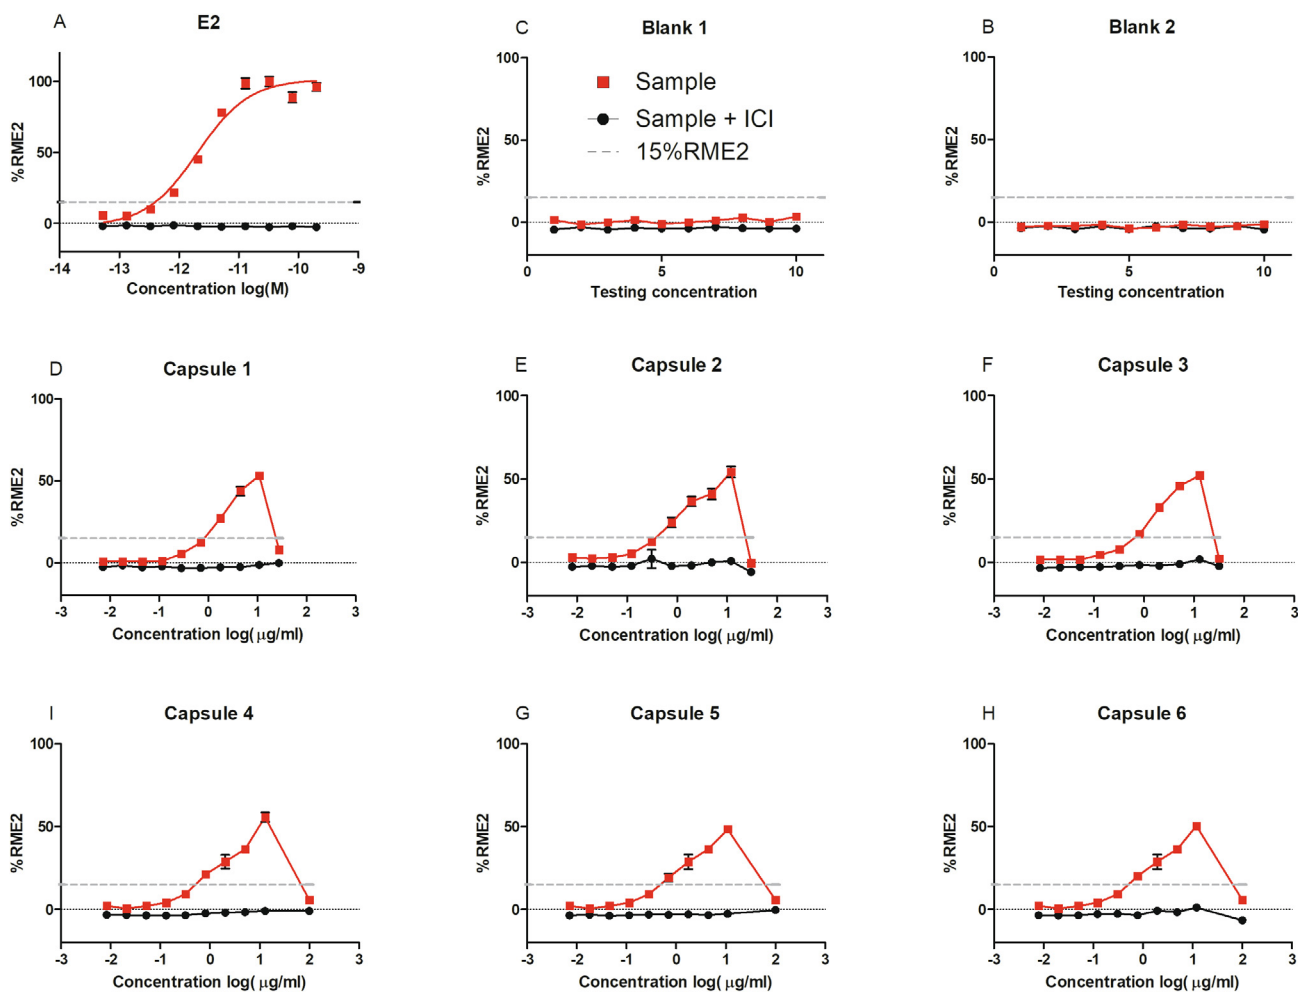 A
E2
%RME2
100
50
0
-14
-13
-12
-11
-10
-9
Concentration log(M)
C
Blank 1
%RME2
100
50
0
Sample
Sample + ICI
15%RME2
0
5
10
Testing concentration
B
Blank 2
%RME2
100
50
0
0
5
10
Testing concentration
D
Capsule 1
%RME2
100
50
0
-3
-2
-1
0
1
2
3
Concentration log( μg/ml)
E
Capsule 2
%RME2
100
50
0
-3
-2
-1
0
1
2
3
Concentration log( μg/ml)
F
Capsule 3
%RME2
100
50
0
-3
-2
-1
0
1
2
3
Concentration log( μg/ml)
I
Capsule 4
%RME2
100
50
0
-3
-2
-1
0
1
2
3
Concentration log( μg/ml)
G
Capsule 5
%RME2
100
50
0
-3
-2
-1
0
1
2
3
Concentration log( μg/ml)
H
Capsule 6
%RME2
100
50
0
-3
-2
-1
0
1
2
3
Concentration log( μg/ml)